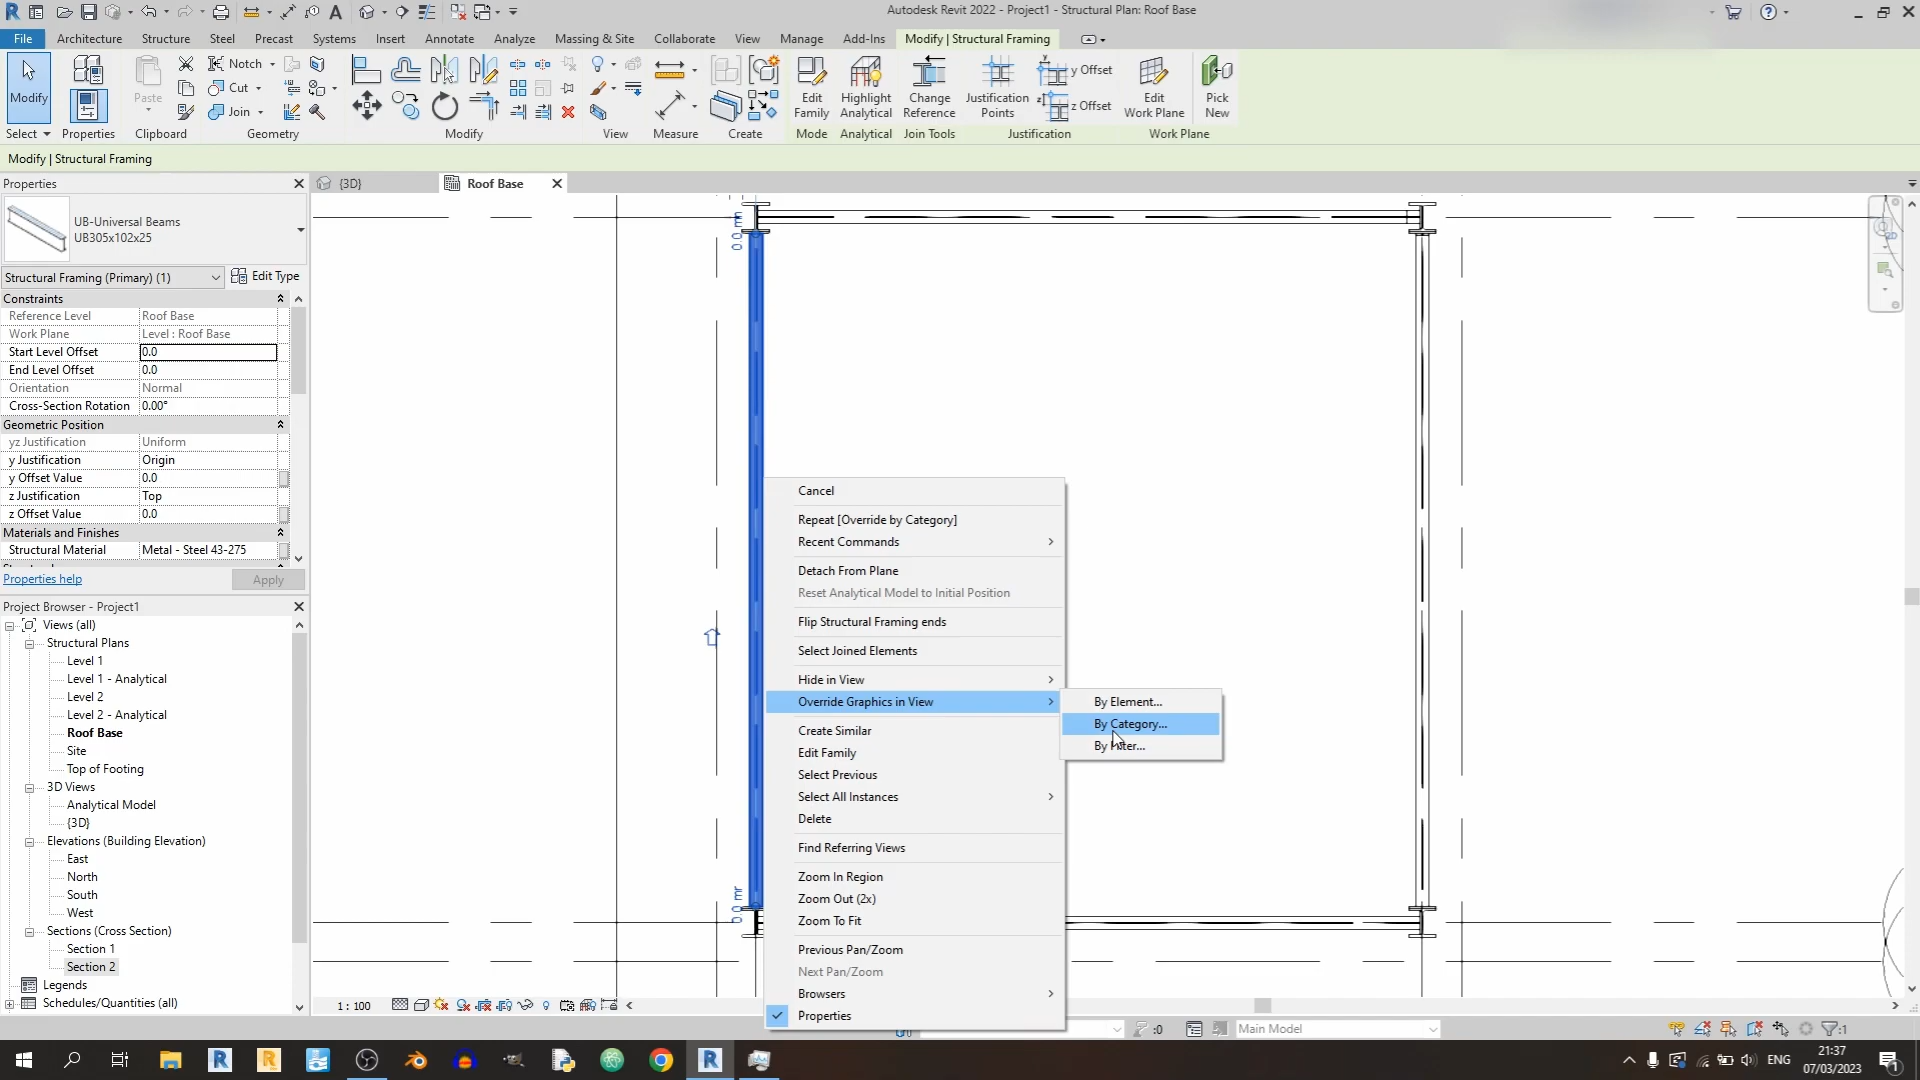 Autodesk Revit 2022 - Project1 - Structural Plan: Roof Base
File Architecture Structure Steel Precast Systems Insert Annotate Analyze Massing & Site Collaborate View Manage Add-Ins Modify | Structural Framing
Modify
Select
Properties
Paste
Clipboard
Notch
Cut
Join
Geometry
Modify
View
Measure
Create
Edit Family
Mode
Highlight Analytical
Analytical
Change Reference
Join Tools
Justification Points
y Offset
z Offset
Justification
Edit Work Plane
Work Plane
Pick New
Modify | Structural Framing
Properties
{3D}
Roof Base
UB-Universal Beams
UB305x102x25
Structural Framing (Primary) (1) Edit Type
Constraints
Reference Level Roof Base
Work Plane Level : Roof Base
Start Level Offset 0.0
End Level Offset 0.0
Orientation Normal
Cross-Section Rotation 0.00°
Geometric Position
yz Justification Uniform
y Justification Origin
y Offset Value 0.0
z Justification Top
z Offset Value 0.0
Materials and Finishes
Structural Material Metal - Steel 43-275
Properties help Apply
Project Browser - Project1
Views (all)
Structural Plans
Level 1
Level 1 - Analytical
Level 2
Level 2 - Analytical
Roof Base
Site
Top of Footing
3D Views
Analytical Model
{3D}
Elevations (Building Elevation)
East
North
South
West
Sections (Cross Section)
Section 1
Section 2
Legends
Schedules/Quantities (all)
Cancel
Repeat [Override by Category]
Recent Commands
Detach From Plane
Reset Analytical Model to Initial Position
Flip Structural Framing ends
Select Joined Elements
Hide in View
Override Graphics in View
Create Similar
Edit Family
Select Previous
Select All Instances
Delete
Find Referring Views
Zoom In Region
Zoom Out (2x)
Zoom To Fit
Previous Pan/Zoom
Next Pan/Zoom
Browsers
Properties
By Element...
By Category...
1 : 100
:0
Main Model
:1
ENG
21:37
07/03/2023